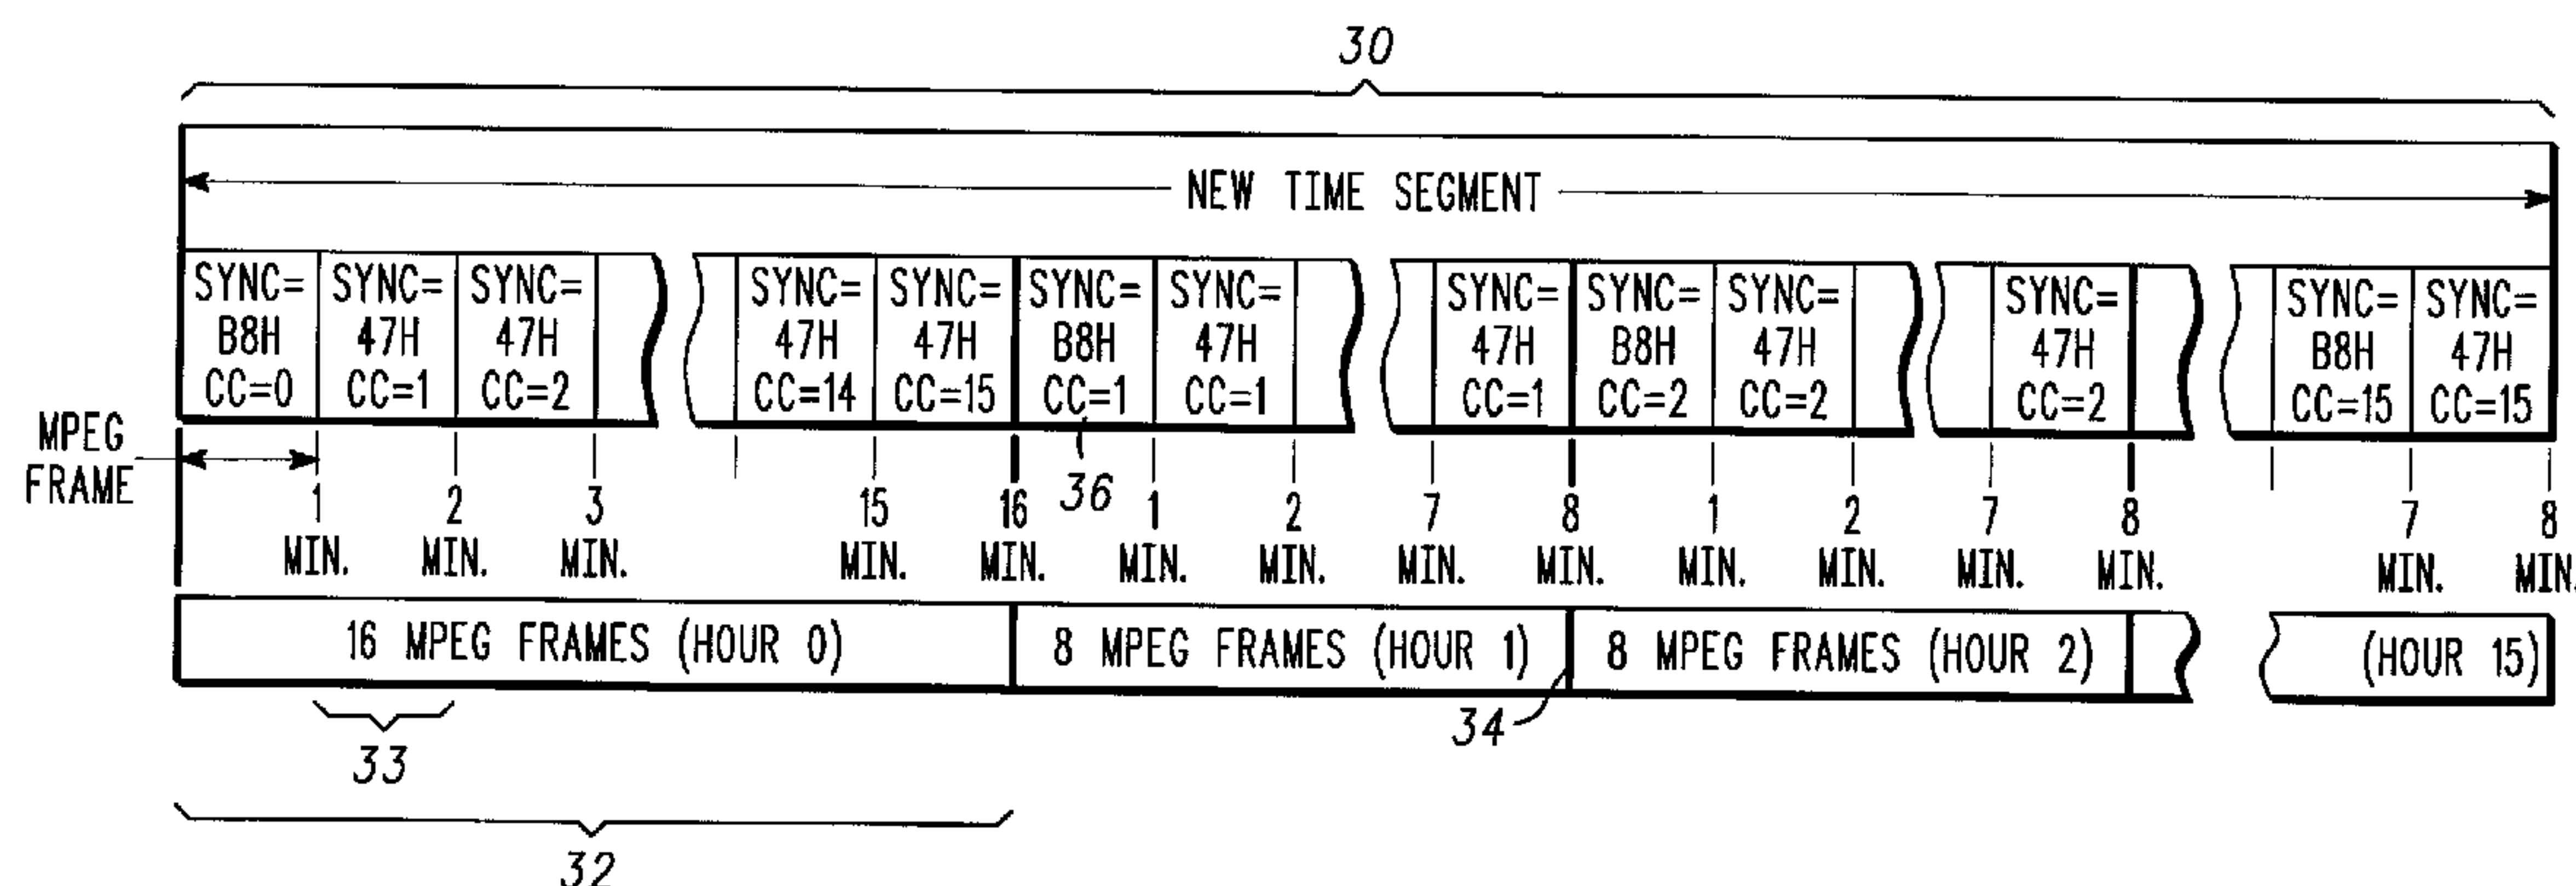 30
NEW TIME SEGMENT
SYNC= SYNC= SYNC= SYNC= SYNC= SYNC= SYNC= SYNC= SYNC= SYNC= SYNC= SYNC= SYNC=
B8H 47H 47H 47H 47H B8H 47H 47H B8H 47H 47H B8H 47H
CC=0 CC=1 CC=2 CC=14 CC=15 CC=1 CC=1 CC=1 CC=2 CC=2 CC=2 CC=15 CC=15
MPEG
FRAME
36
1 2 3 15 16 1 2 7 8 1 2 7 8 7 8
MIN. MIN. MIN. MIN. MIN. MIN. MIN. MIN. MIN. MIN. MIN. MIN. MIN. MIN. MIN.
16 MPEG FRAMES (HOUR 0) 8 MPEG FRAMES (HOUR 1) 8 MPEG FRAMES (HOUR 2) (HOUR 15)
33
34
32